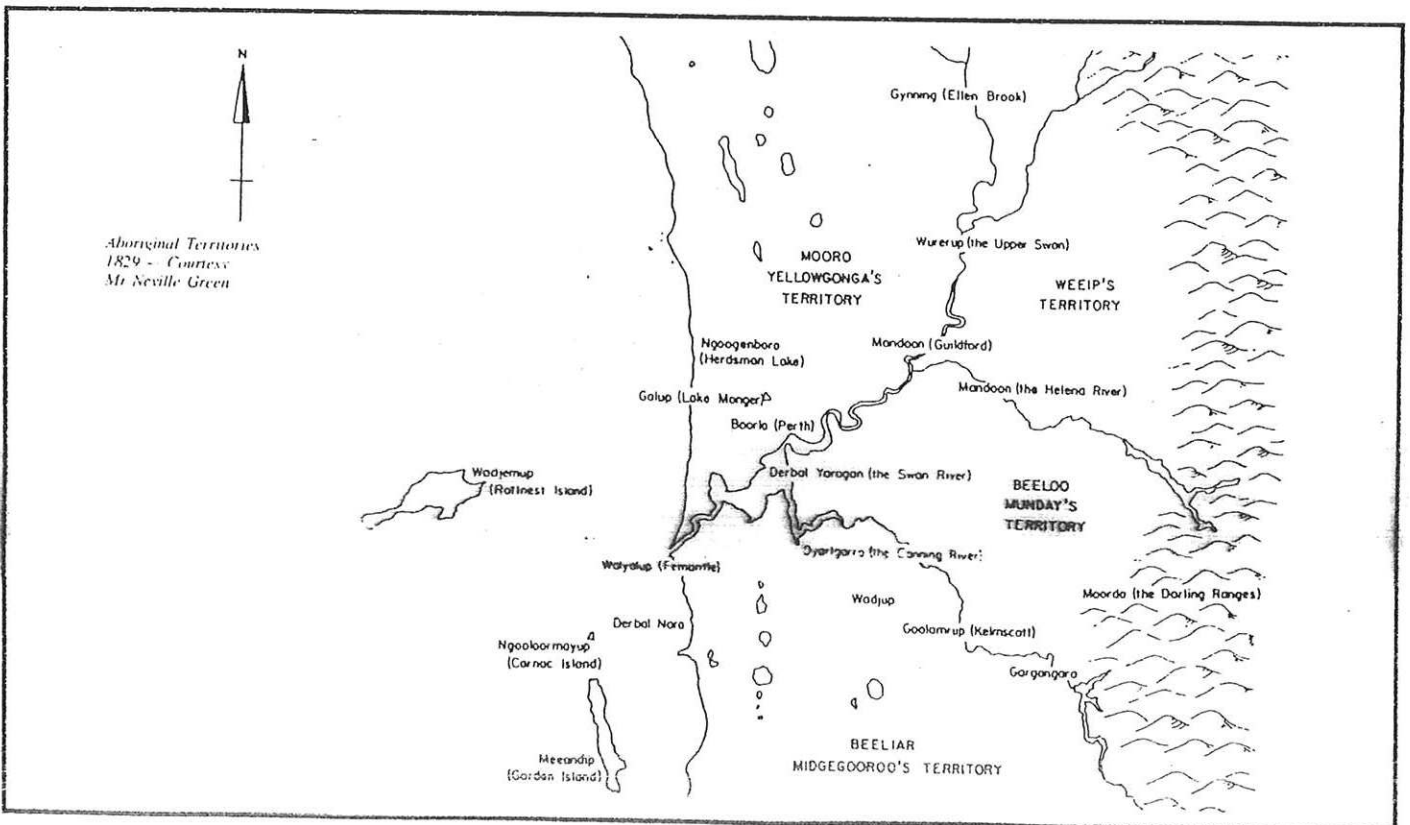 N
Aboriginal Territories
1829 - Courtesy
Mr Neville Green
Gynning (Ellen Brook)
Wurerup (the Upper Swan)
MOORO
YELLOWGONGA'S
TERRITORY
WEEIP'S
TERRITORY
Ngoogenboro
(Herdsman Lake)
Mandoon (Guildford)
Mandoon (the Helena River)
Galup (Lake Monger)
Boorla (Perth)
Wadjemup
(Rottnest Island)
Derbal Yaragan (the Swan River)
BEELOO
MUNDAY'S
TERRITORY
Dyarlgarro (the Canning River)
Walyalup (Fremantle)
Wadjup
Moorda (the Darling Ranges)
Derbal Nara
Goolamrup (Kelmscott)
Ngooloormayup
(Carnac Island)
Gargangara
BEELIAR
MIDGEGOOROO'S TERRITORY
Meeandip
(Garden Island)